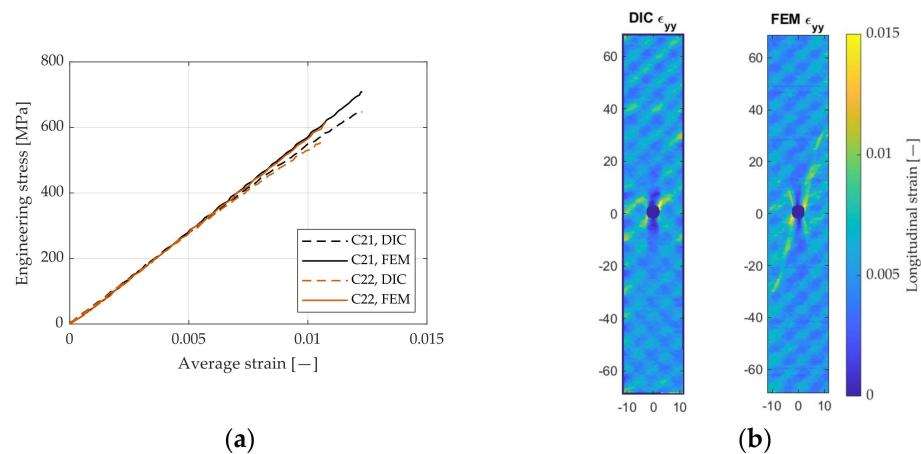 800
600
400
200
0
0
0.005
0.01
0.015
Engineering stress [MPa]
Average strain [—]
C21, DIC
C21, FEM
C22, DIC
C22, FEM
(a)
DIC ϵyy
60
40
20
0
-20
-40
-60
-10 0 10
FEM ϵyy
60
40
20
0
-20
-40
-60
-10 0 10
0.015
0.01
0.005
0
Longitudinal strain [—]
(b)